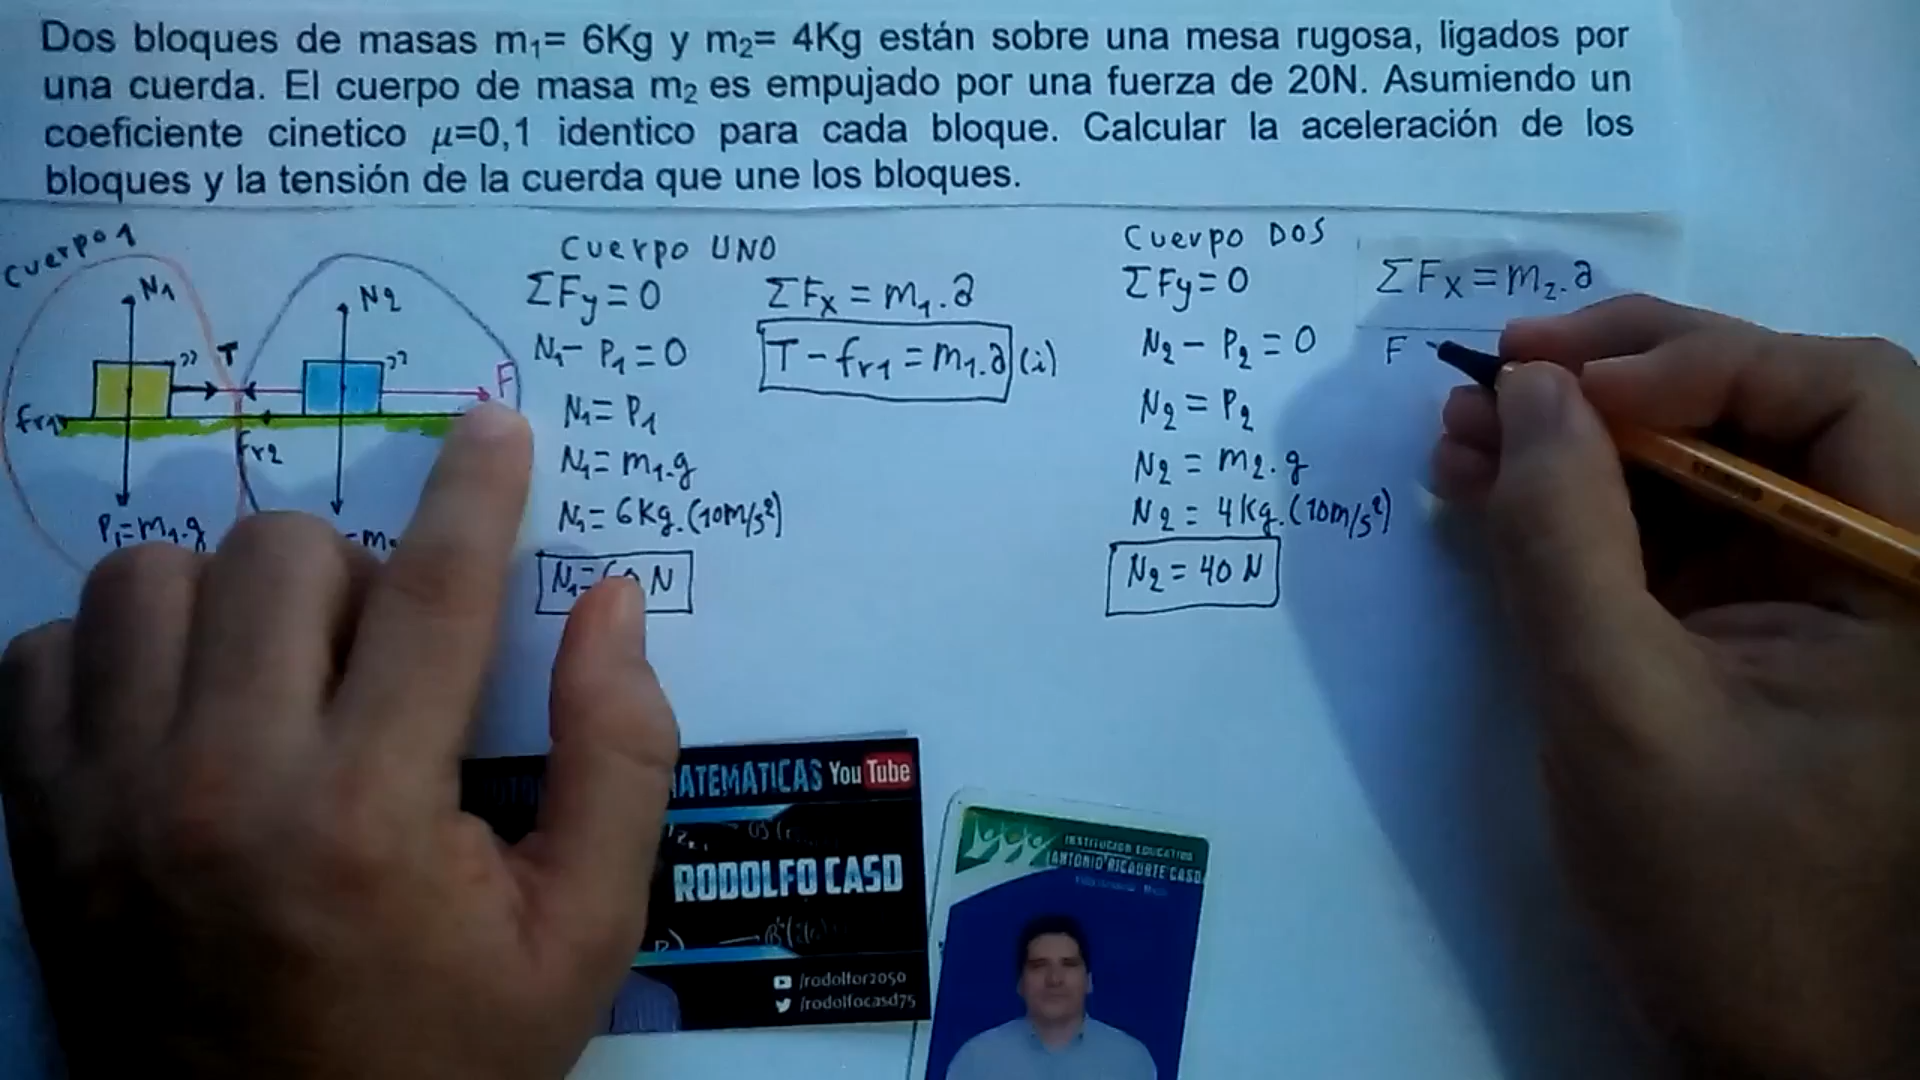 Dos bloques de masas m₁= 6Kg y m₂= 4Kg están sobre una mesa rugosa, ligados por
una cuerda. El cuerpo de masa m₂ es empujado por una fuerza de 20N. Asumiendo un
coeficiente cinetico μ=0,1 identico para cada bloque. Calcular la aceleración de los
bloques y la tensión de la cuerda que une los bloques.
Cuerpo 1
N1
N2
T
F
fr1
fr2
P₁=m₁.g
Cuerpo UNO
ΣFy=0
N₁- P₁=0
N₁=P₁
N₁=m₁.g
N₁=6Kg.(10m/s²)
N
ΣFx=m₁.a
T-fr₁=m₁.a (i)
Cuerpo DOS
ΣFy=0
N₂-P₂=0
N₂=P₂
N₂=m₂.g
N₂=4Kg.(10m/s²)
N₂=40 N
ΣFx=m₂.a
F
MATEMATICAS YouTube
RODOLFO CASD
/rodolfor2050
/rodolfocasd75
INSTITUCION EDUCATIVA
ANTONIO RICAURTE CASD